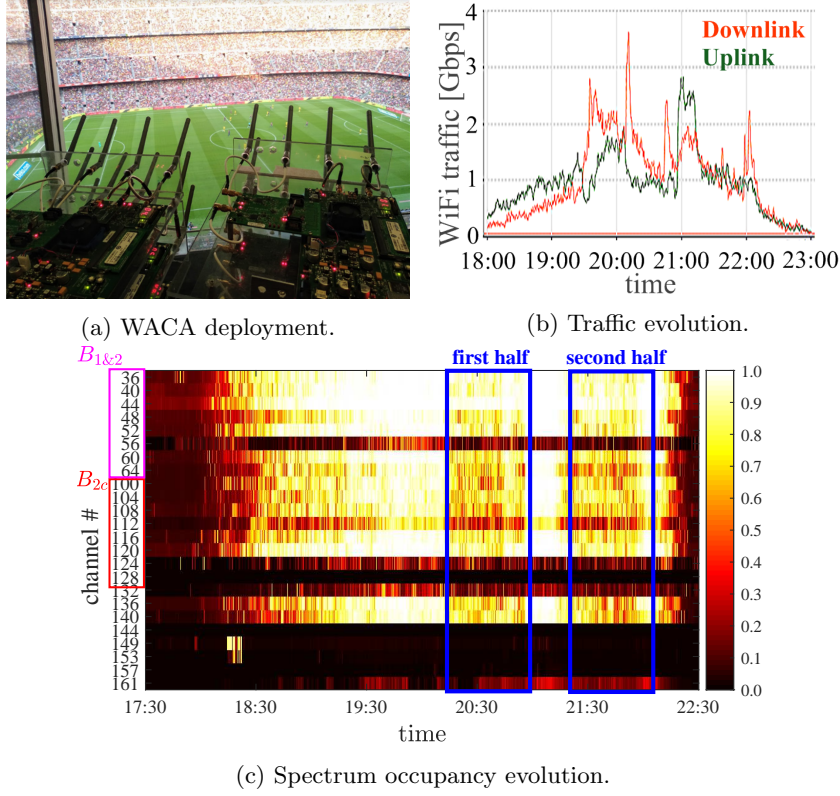 Downlink
Uplink
WiFi traffic [Gbps]
4
3
2
1
0
18:00 19:00 20:00 21:00 22:00 23:00
time
(a) WACA deployment.
(b) Traffic evolution.
B1&2
B2c
first half
second half
channel #
36
40
44
48
52
56
60
64
100
104
108
112
116
120
124
128
132
136
140
144
149
153
157
161
1.0
0.9
0.8
0.7
0.6
0.5
0.4
0.3
0.2
0.1
0.0
17:30 18:30 19:30 20:30 21:30 22:30
time
(c) Spectrum occupancy evolution.